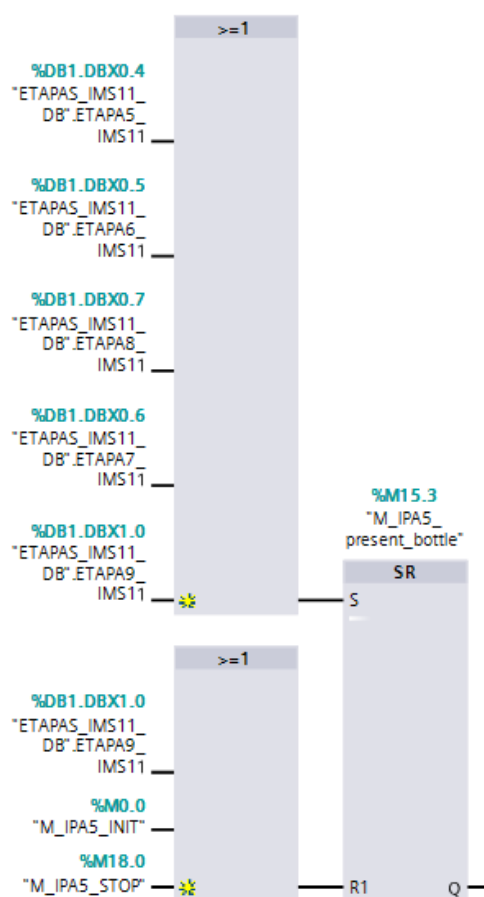 >=1
%DB1.DBX0.4
"ETAPAS_IMS11_
DB".ETAPA5_
IMS11
%DB1.DBX0.5
"ETAPAS_IMS11_
DB".ETAPA6_
IMS11
%DB1.DBX0.7
"ETAPAS_IMS11_
DB".ETAPA8_
IMS11
%DB1.DBX0.6
"ETAPAS_IMS11_
DB".ETAPA7_
IMS11
%DB1.DBX1.0
"ETAPAS_IMS11_
DB".ETAPA9_
IMS11
%M15.3
"M_IPA5_
present_bottle"
SR
S
>=1
%DB1.DBX1.0
"ETAPAS_IMS11_
DB".ETAPA9_
IMS11
%M0.0
"M_IPA5_INIT"
%M18.0
"M_IPA5_STOP"
R1 Q